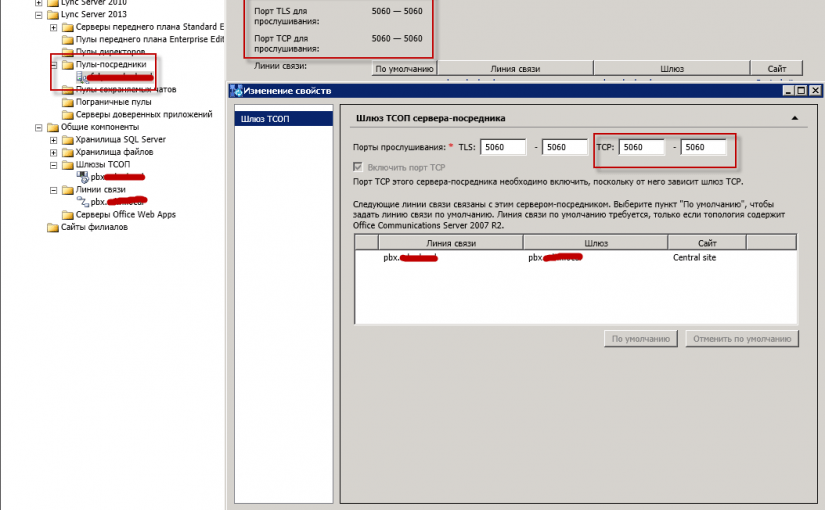 Lync Server 2010
Lync Server 2013
Серверы переднего плана Standard E
Пулы переднего плана Enterprise Edit
Пулы директоров
Пулы-посредники
Пулы сохраняемых чатов
Пограничные пулы
Серверы доверенных приложений
Общие компоненты
Хранилища SQL Server
Хранилища файлов
Шлюзы ТСОП
pbx.
Линии связи
pbx.
Серверы Office Web Apps
Сайты филиалов
Порт TLS для прослушивания: 5060 — 5060
Порт TCP для прослушивания: 5060 — 5060
Линии связи: По умолчанию Линия связи Шлюз Сайт
Изменение свойств
Шлюз ТСОП
Шлюз ТСОП сервера-посредника
Порты прослушивания: * TLS: 5060 - 5060 TCP: 5060 - 5060
Включить порт TCP
Порт TCP этого сервера-посредника необходимо включить, поскольку от него зависит шлюз TCP.
Следующие линии связи связаны с этим сервером-посредником. Выберите пункт "По умолчанию", чтобы
задать линию связи по умолчанию. Линия связи по умолчанию требуется, только если топология содержит
Office Communications Server 2007 R2.
Линия связи Шлюз Сайт
pbx. pbx. Central site
По умолчанию Отменить по умолчанию